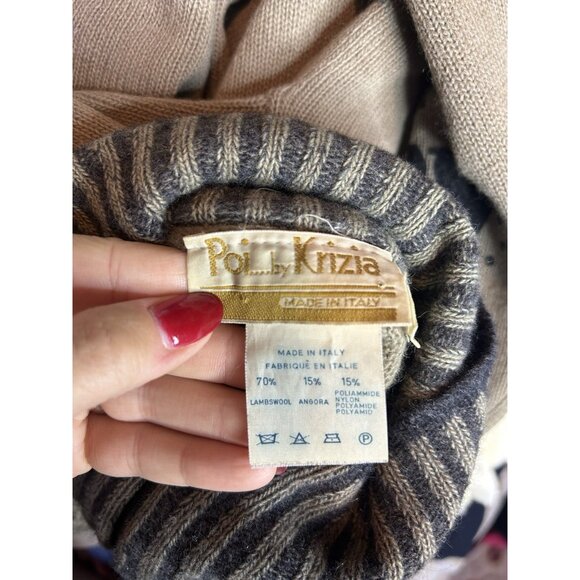 Poi.....by Krizia
MADE IN ITALY
MADE IN ITALY
FABRIQUÉ EN ITALIE
70% 15% 15%
LAMBSWOOL ANGORA POLIAMMIDE
NYLON
POLYAMIDE
POLYAMID
P